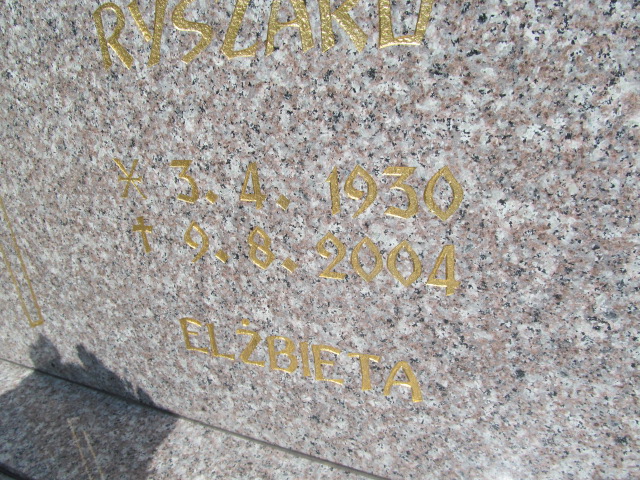 RYSZARD
* 3. 4. 1930
† 9. 8. 2004
ELŻBIETA